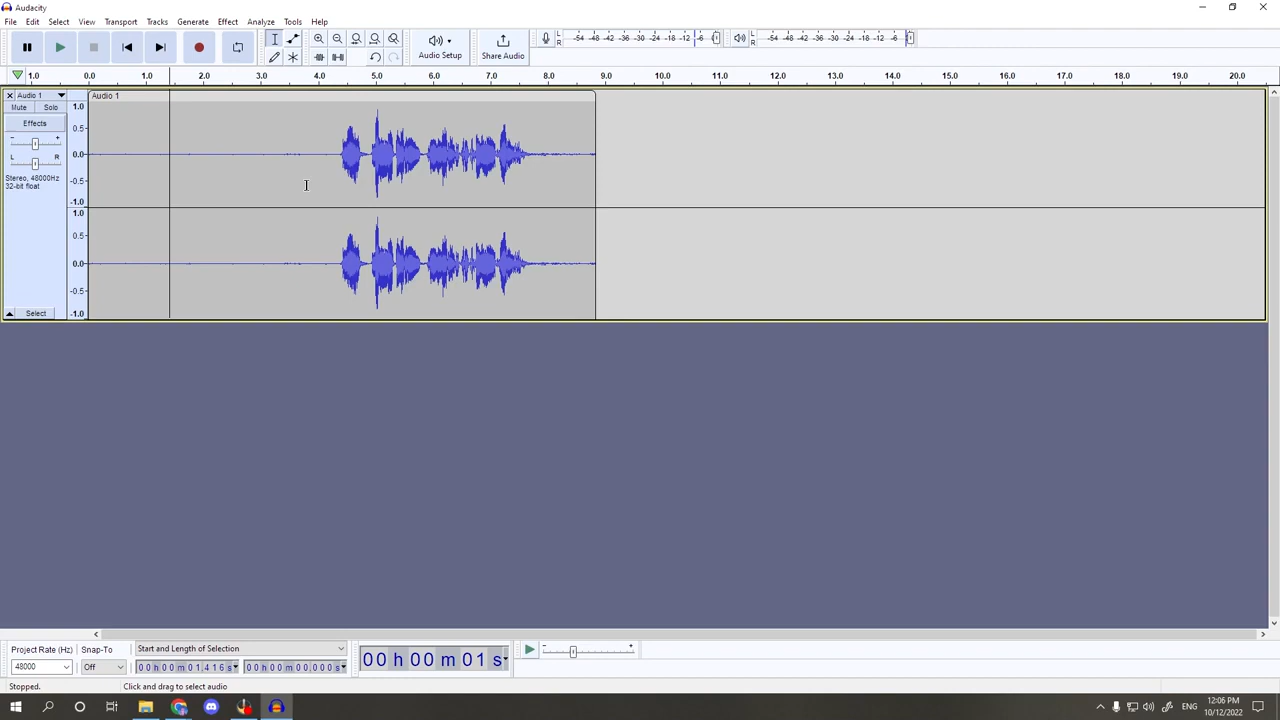 Audacity
File Edit Select View Transport Tracks Generate Effect Analyze Tools Help
Audio Setup
Share Audio
L R -54 -48 -42 -36 -30 -24 -18 -12 -6
L R -54 -48 -42 -36 -30 -24 -18 -12 -6
1.0 0.0 1.0 2.0 3.0 4.0 5.0 6.0 7.0 8.0 9.0 10.0 11.0 12.0 13.0 14.0 15.0 16.0 17.0 18.0 19.0 20.0
Audio 1
Audio 1
Mute Solo
Effects
- +
L R
Stereo, 48000Hz
32-bit float
Select
1.0
0.5
0.0
-0.5
-1.0
1.0
0.5
0.0
-0.5
-1.0
Project Rate (Hz) Snap-To
Start and Length of Selection
48000
Off
00 h 00 m 01.416 s
00 h 00 m 00.000 s
00 h 00 m 01 s
- +
Stopped.
Click and drag to select audio
ENG
12:06 PM
10/12/2022